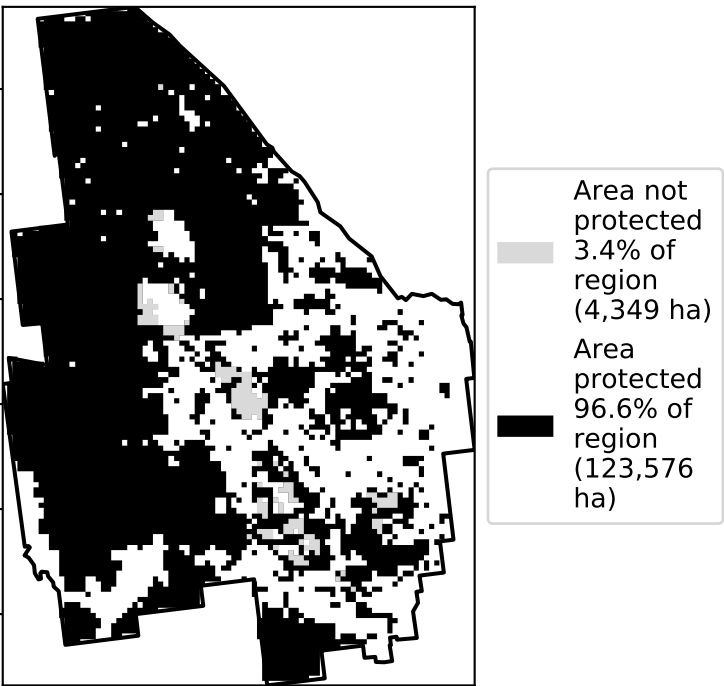 Area not
protected
3.4% of
region
(4,349 ha)
Area
protected
96.6% of
region
(123,576
ha)